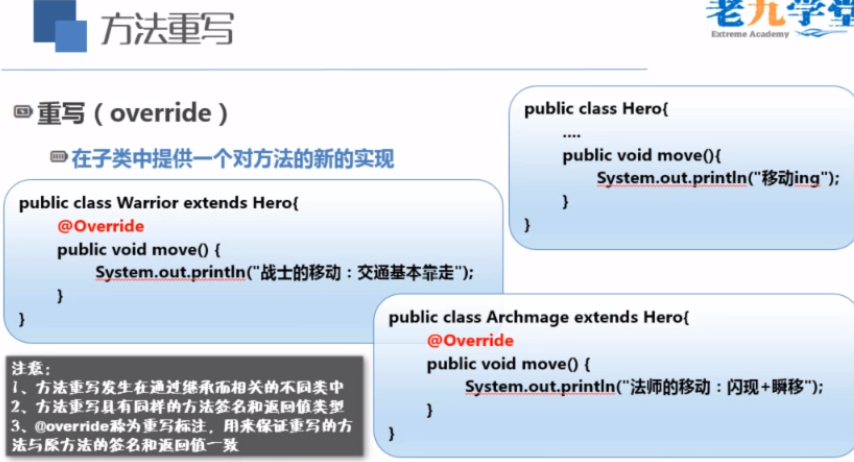 方法重写
老九学堂
Extreme Academy
重写（override）
在子类中提供一个对方法的新的实现
public class Hero{
....
public void move(){
System.out.println("移动ing");
}
}
public class Warrior extends Hero{
@Override
public void move() {
System.out.println("战士的移动：交通基本靠走");
}
}
public class Archmage extends Hero{
@Override
public void move() {
System.out.println("法师的移动：闪现+瞬移");
}
}
注意：
1、方法重写发生在通过继承而相关的不同类中
2、方法重写具有同样的方法签名和返回值类型
3、@override称为重写标注，用来保证重写的方
法与原方法的签名和返回值一致